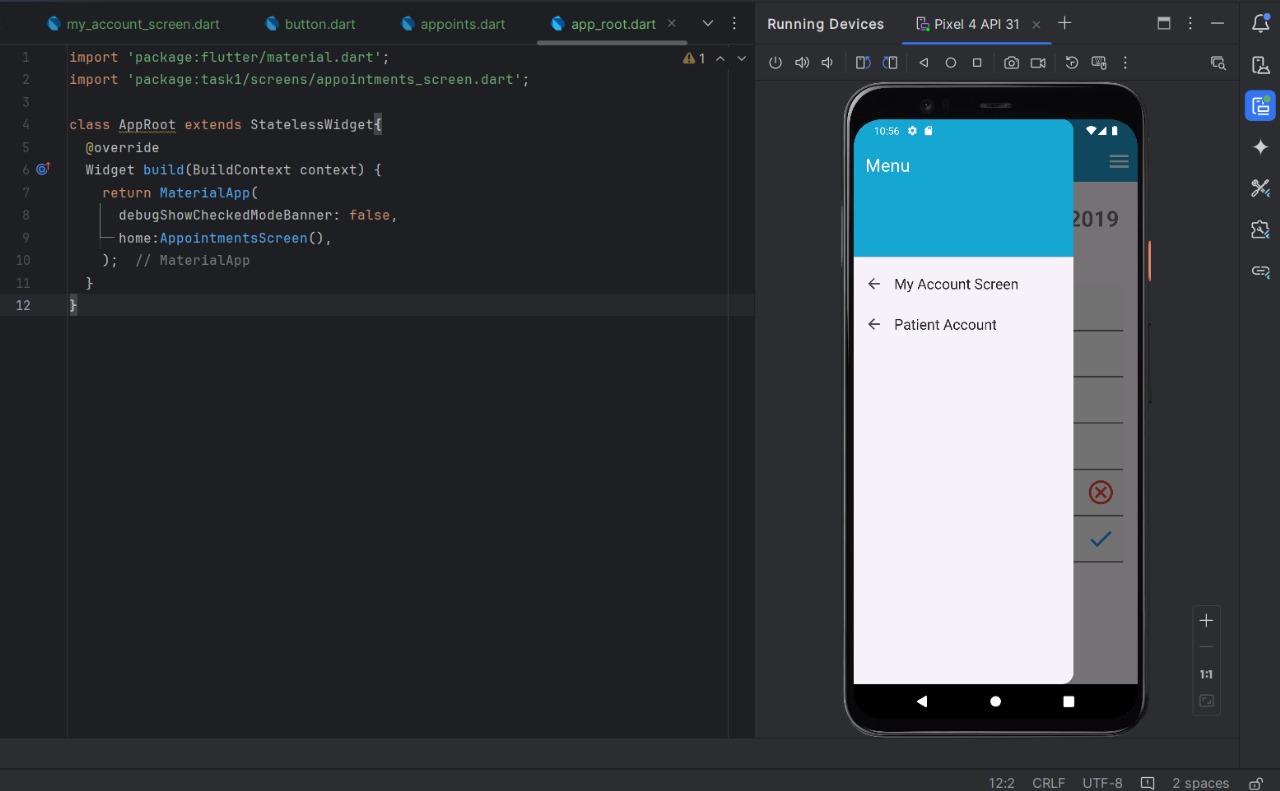 my_account_screen.dart button.dart appoints.dart app_root.dart Running Devices Pixel 4 API 31
1 import 'package:flutter/material.dart'; 1
2 import 'package:task1/screens/appointments_screen.dart';
3
4 class AppRoot extends StatelessWidget{
5 @override
6 Widget build(BuildContext context) {
7 return MaterialApp(
8 debugShowCheckedModeBanner: false,
9 home:AppointmentsScreen(),
10 );  // MaterialApp
11 }
12 }
10:56
Menu
2019
My Account Screen
Patient Account
1:1
12:2 CRLF UTF-8 2 spaces